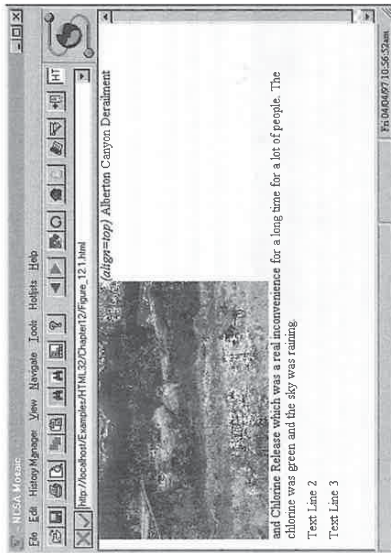 - NCSA Mosaic
File Edit History Manager View Navigate Tools Hotlists Help
HT
http://localhost/Examples/HTML32/Chapter12/Figure_12.1.html
(align=top) Alberton Canyon Derailment
and Chlorine Release which was a real inconvenience for a long time for a lot of people. The
chlorine was green and the sky was raining.
Text Line 2
Text Line 3
Fri 04/04/97 10:56:52am